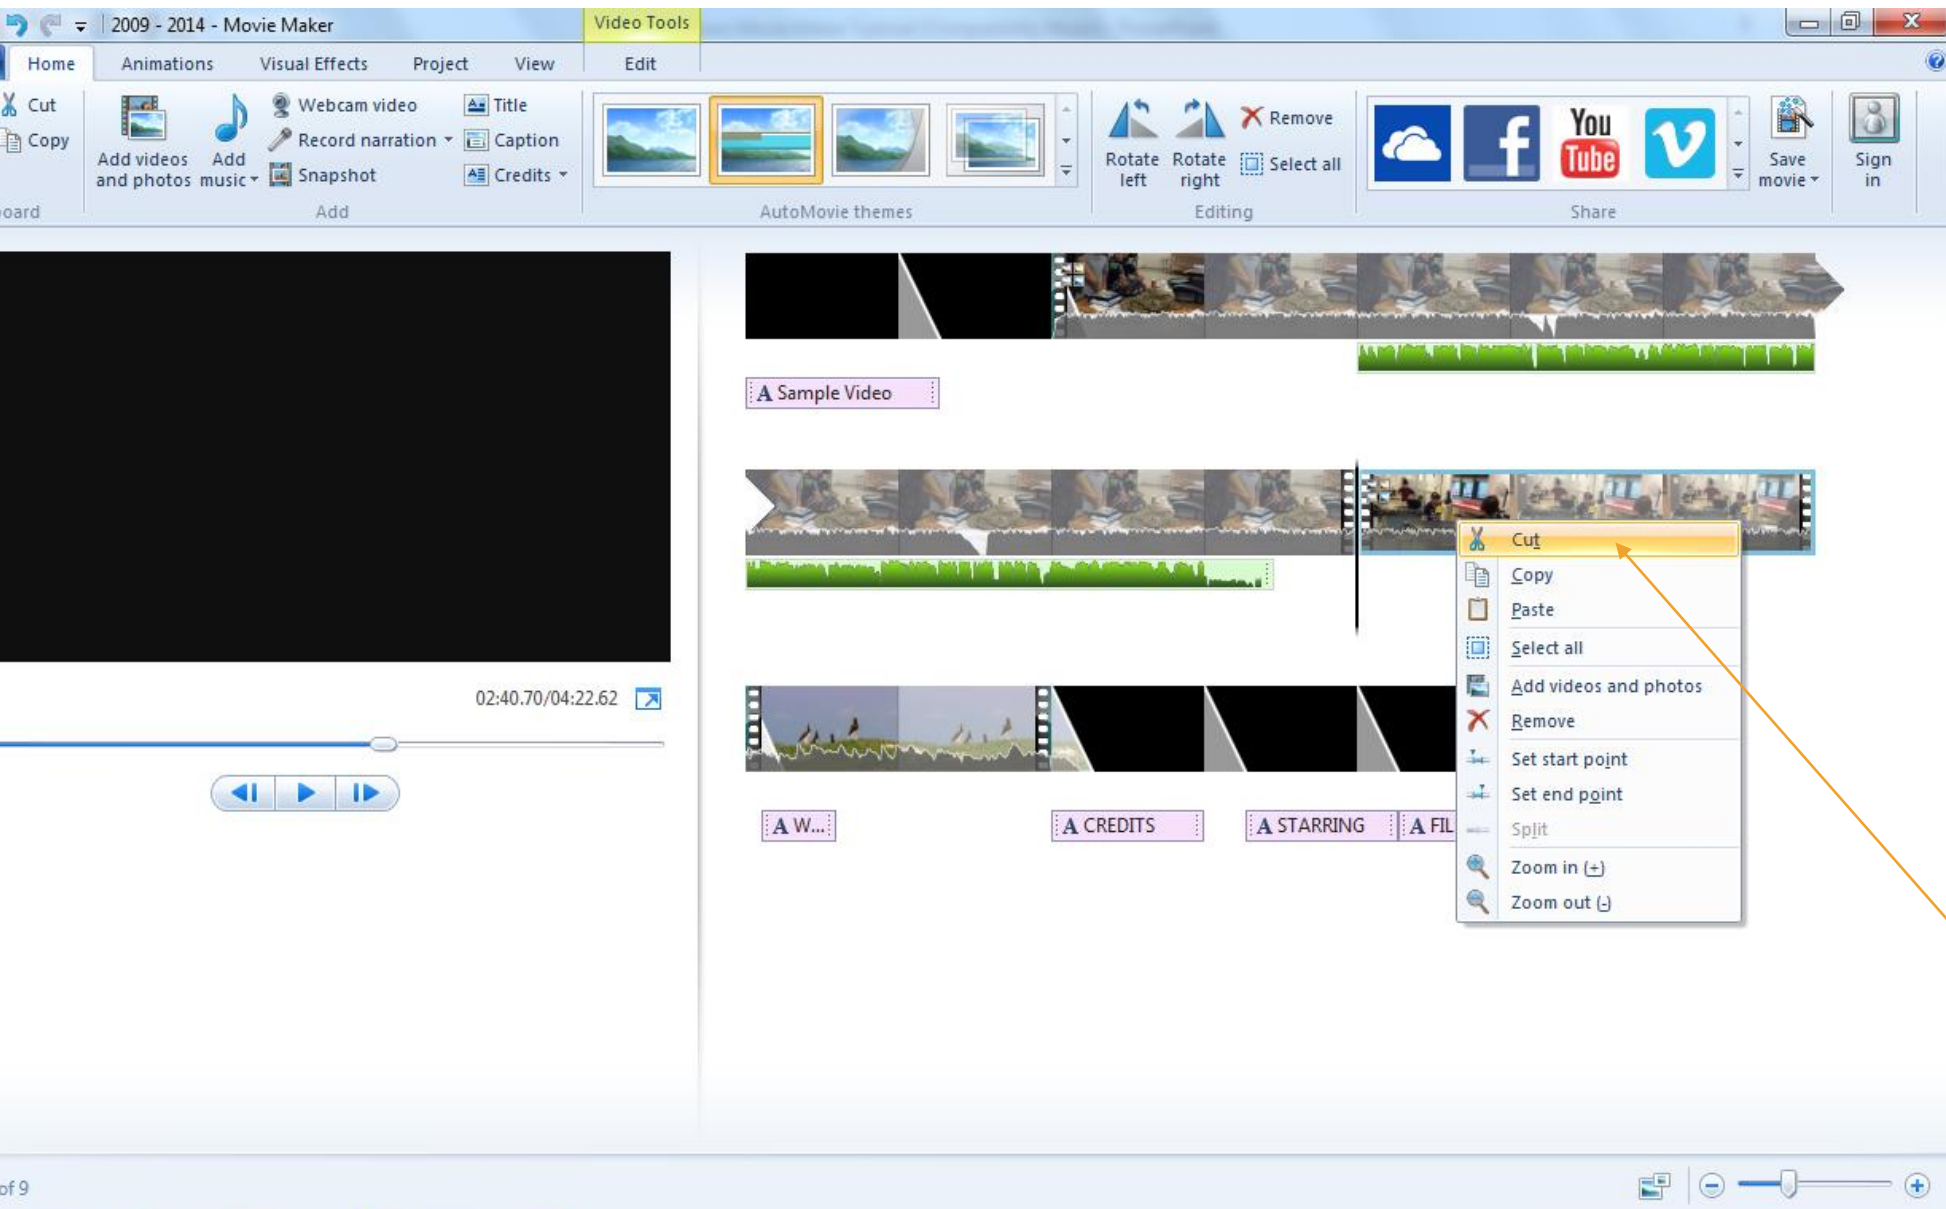 2009 - 2014 - Movie Maker
Video Tools
Home Animations Visual Effects Project View Edit
Cut
Copy
Add videos and photos
Add music
Webcam video
Record narration
Snapshot
Title
Caption
Credits
Rotate left
Rotate right
Remove
Select all
You
Tube
Save movie
Sign in
oard
Add
AutoMovie themes
Editing
Share
A Sample Video
02:40.70/04:22.62
A W...
A CREDITS
A STARRING
A FIL
Cut
Copy
Paste
Select all
Add videos and photos
Remove
Set start point
Set end point
Split
Zoom in (+)
Zoom out (-)
of 9